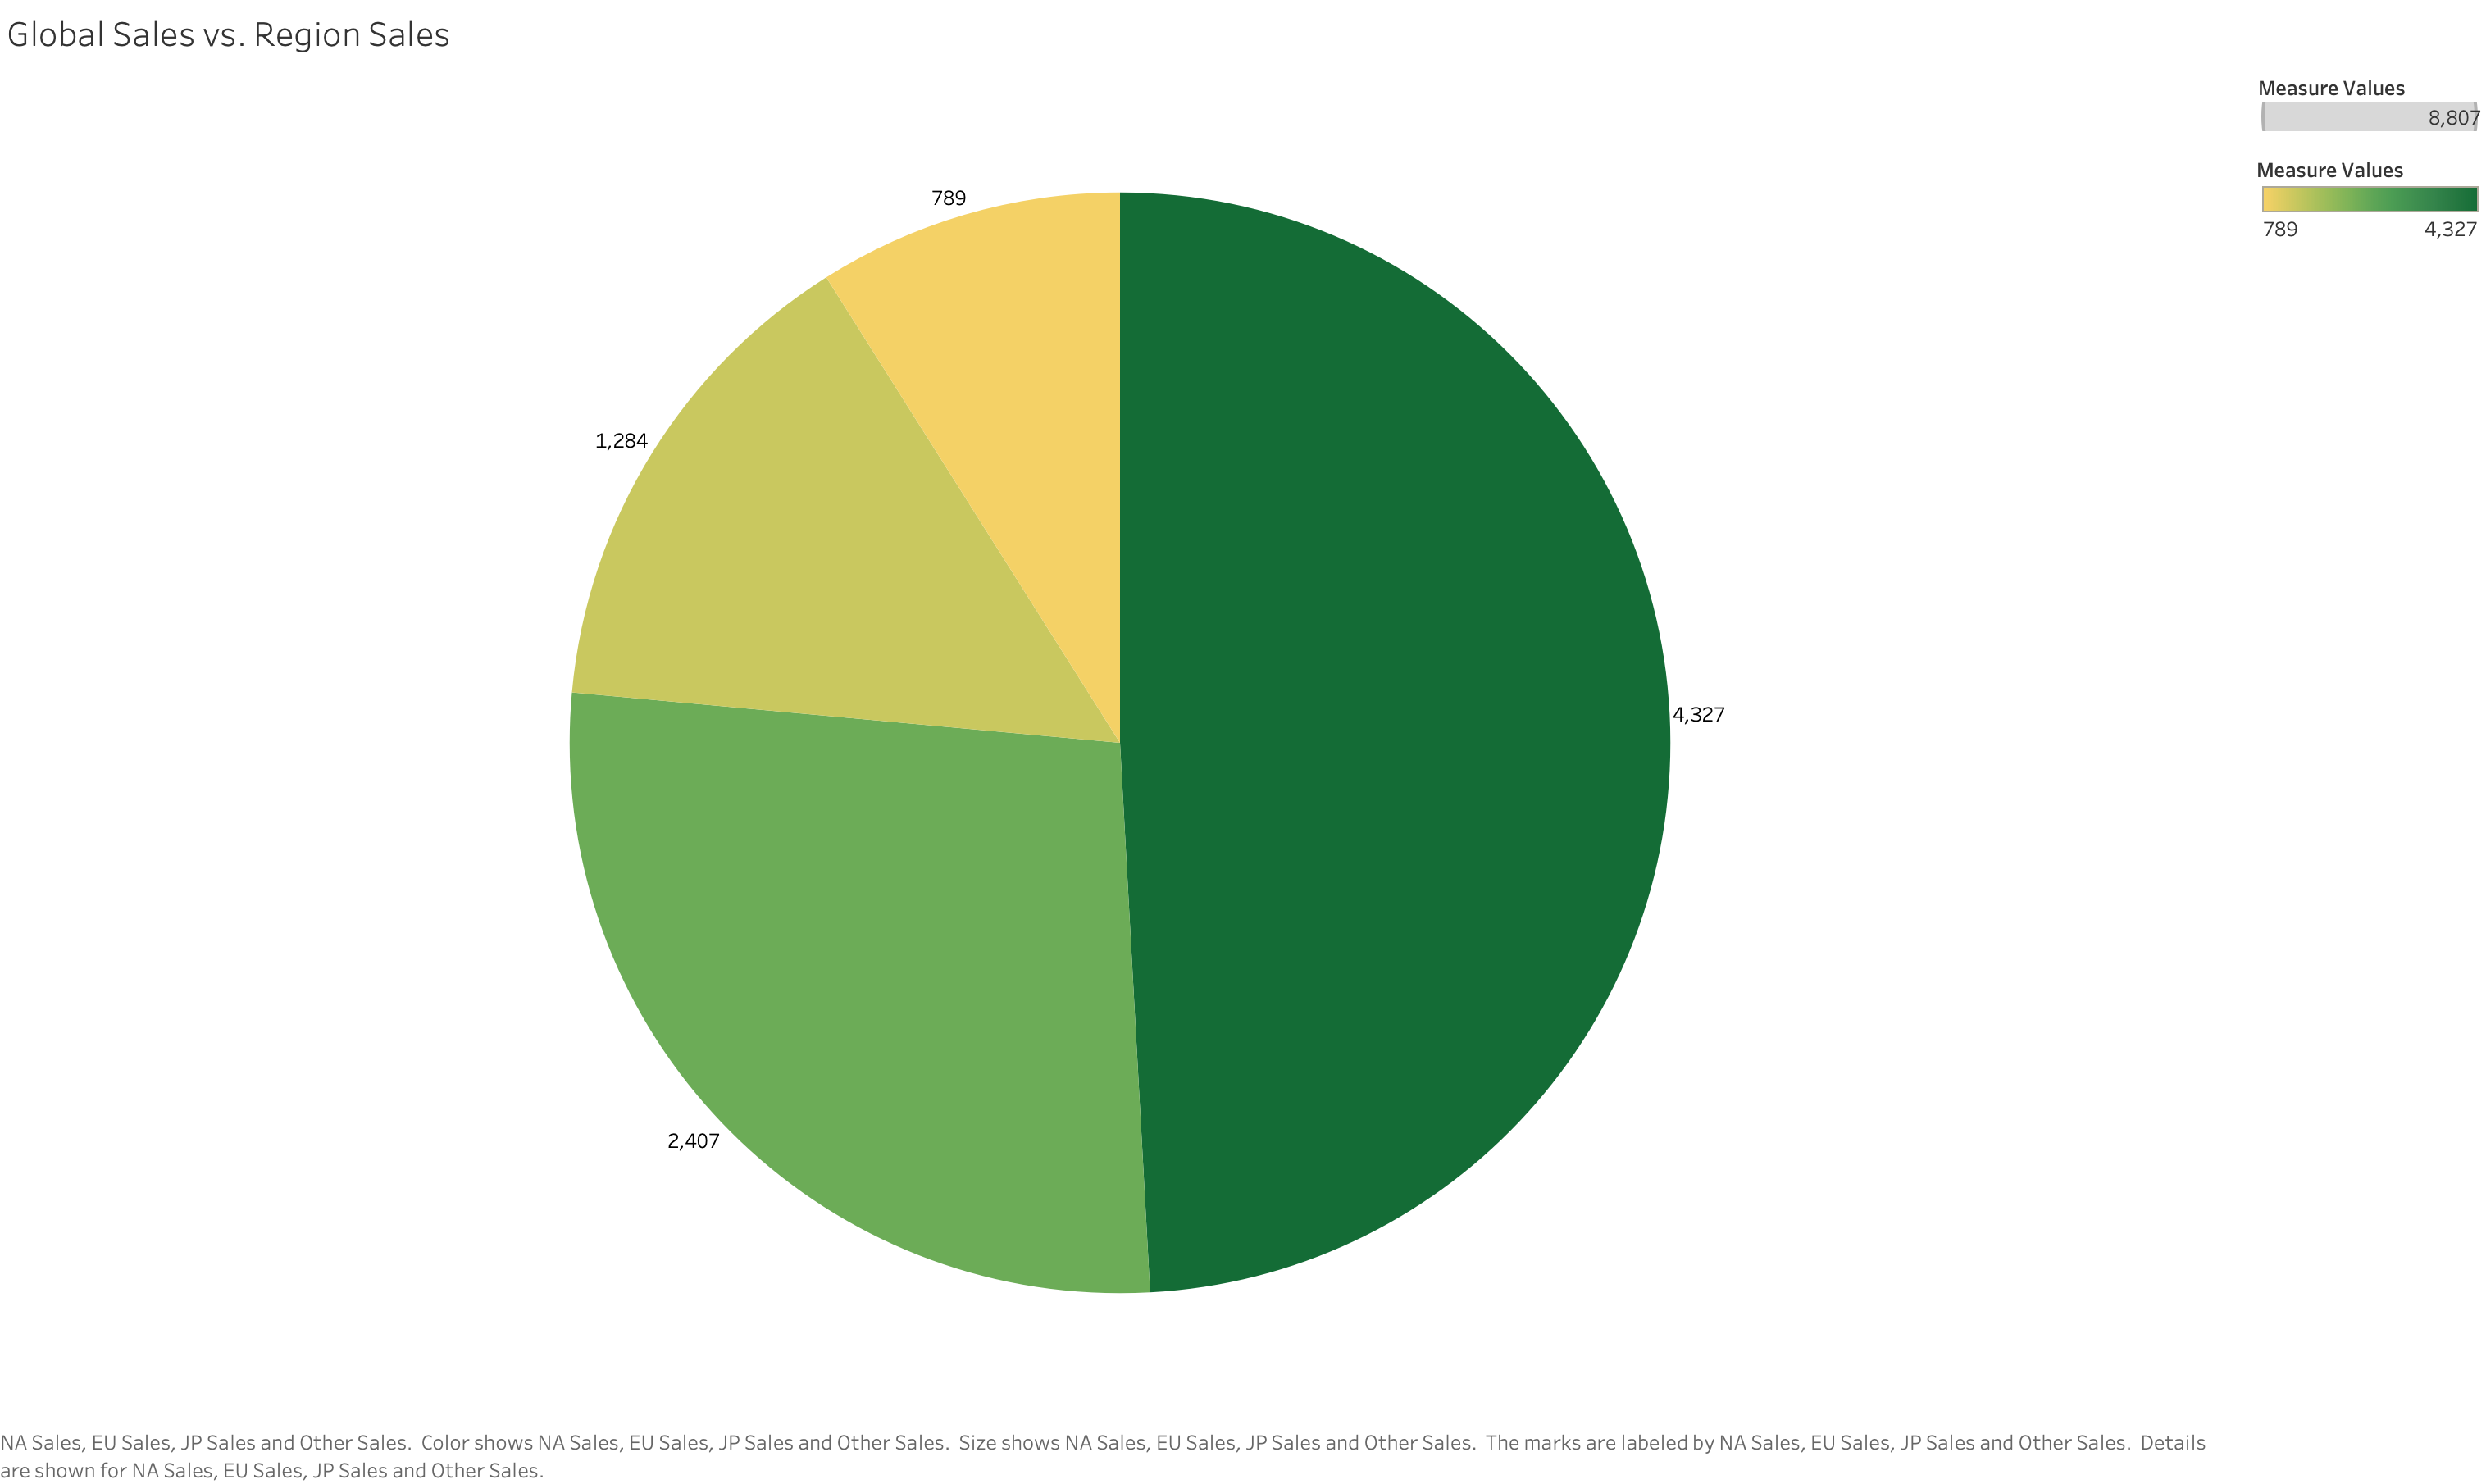 Global Sales vs. Region Sales
Measure Values
8,807
Measure Values
789
4,327
789
1,284
4,327
2,407
NA Sales, EU Sales, JP Sales and Other Sales.  Color shows NA Sales, EU Sales, JP Sales and Other Sales.  Size shows NA Sales, EU Sales, JP Sales and Other Sales.  The marks are labeled by NA Sales, EU Sales, JP Sales and Other Sales.  Details
are shown for NA Sales, EU Sales, JP Sales and Other Sales.